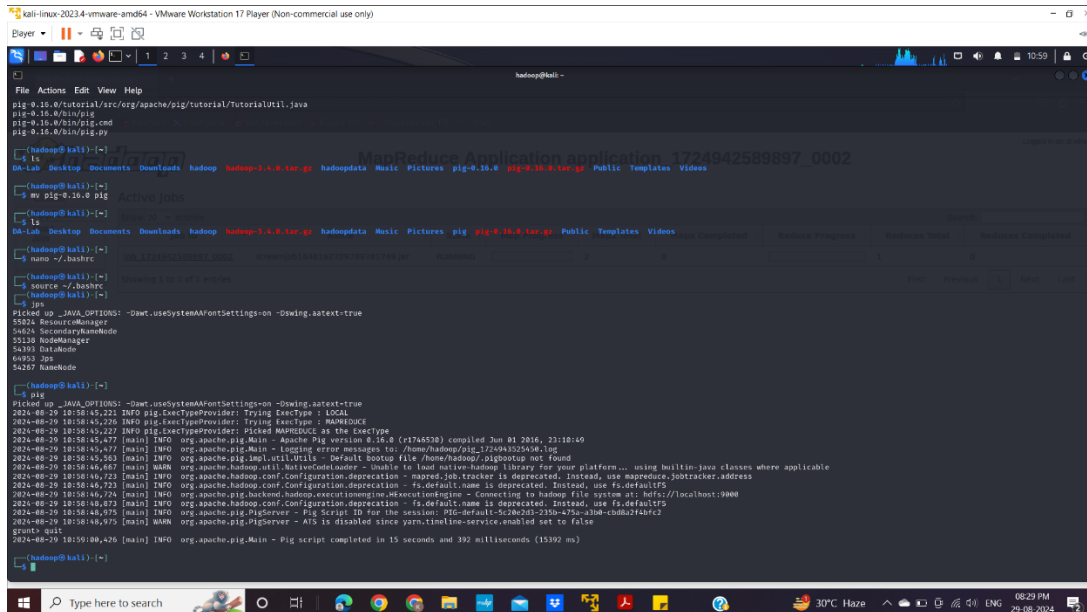 kali-linux-2023.4-vmware-amd64 - VMware Workstation 17 Player (Non-commercial use only)
Player
1 2 3 4
10:59
hadoop@kali: ~
File Actions Edit View Help
pig-0.16.0/tutorial/src/org/apache/pig/tutorial/TutorialUtil.java
pig-0.16.0/bin/pig
pig-0.16.0/bin/pig.cmd
pig-0.16.0/bin/pig.py
MapReduce Application application_1724942589897_0002
(hadoop㉿kali)-[~]
$ ls
DA-Lab Desktop Documents Downloads hadoop hadoop-3.4.0.tar.gz hadoopdata Music Pictures pig-0.16.0 pig-0.16.0.tar.gz Public Templates Videos
(hadoop㉿kali)-[~]
$ mv pig-0.16.0 pig
Active Jobs
(hadoop㉿kali)-[~]
$ ls
DA-Lab Desktop Documents Downloads hadoop hadoop-3.4.0.tar.gz hadoopdata Music Pictures pig pig-0.16.0.tar.gz Public Templates Videos
(hadoop㉿kali)-[~]
$ nano ~/.bashrc
(hadoop㉿kali)-[~]
$ source ~/.bashrc
(hadoop㉿kali)-[~]
$ jps
Picked up _JAVA_OPTIONS: -Dawt.useSystemAAFontSettings=on -Dswing.aatext=true
55024 ResourceManager
54624 SecondaryNameNode
55138 NodeManager
54393 DataNode
64953 Jps
54267 NameNode
(hadoop㉿kali)-[~]
$ pig
Picked up _JAVA_OPTIONS: -Dawt.useSystemAAFontSettings=on -Dswing.aatext=true
2024-08-29 10:58:45,221 INFO pig.ExecTypeProvider: Trying ExecType : LOCAL
2024-08-29 10:58:45,226 INFO pig.ExecTypeProvider: Trying ExecType : MAPREDUCE
2024-08-29 10:58:45,227 INFO pig.ExecTypeProvider: Picked MAPREDUCE as the ExecType
2024-08-29 10:58:45,477 [main] INFO org.apache.pig.Main - Apache Pig version 0.16.0 (r1746530) compiled Jun 01 2016, 23:10:49
2024-08-29 10:58:45,477 [main] INFO org.apache.pig.Main - Logging error messages to: /home/hadoop/pig_1724943525450.log
2024-08-29 10:58:45,563 [main] INFO org.apache.pig.impl.util.Utils - Default bootup file /home/hadoop/.pigbootup not found
2024-08-29 10:58:46,667 [main] WARN org.apache.hadoop.util.NativeCodeLoader - Unable to load native-hadoop library for your platform... using builtin-java classes where applicable
2024-08-29 10:58:46,723 [main] INFO org.apache.hadoop.conf.Configuration.deprecation - mapred.job.tracker is deprecated. Instead, use mapreduce.jobtracker.address
2024-08-29 10:58:46,723 [main] INFO org.apache.hadoop.conf.Configuration.deprecation - fs.default.name is deprecated. Instead, use fs.defaultFS
2024-08-29 10:58:46,724 [main] INFO org.apache.pig.backend.hadoop.executionengine.HExecutionEngine - Connecting to hadoop file system at: hdfs://localhost:9000
2024-08-29 10:58:48,873 [main] INFO org.apache.hadoop.conf.Configuration.deprecation - fs.default.name is deprecated. Instead, use fs.defaultFS
2024-08-29 10:58:48,975 [main] INFO org.apache.pig.PigServer - Pig Script ID for the session: PIG-default-5c20e2d3-235b-475a-a3b0-cbd8a2f4bfc2
2024-08-29 10:58:48,975 [main] WARN org.apache.pig.PigServer - ATS is disabled since yarn.timeline-service.enabled set to false
grunt> quit
2024-08-29 10:59:00,426 [main] INFO org.apache.pig.Main - Pig script completed in 15 seconds and 392 milliseconds (15392 ms)
(hadoop㉿kali)-[~]
$
Type here to search
30°C Haze
ENG
08:29 PM
29-08-2024